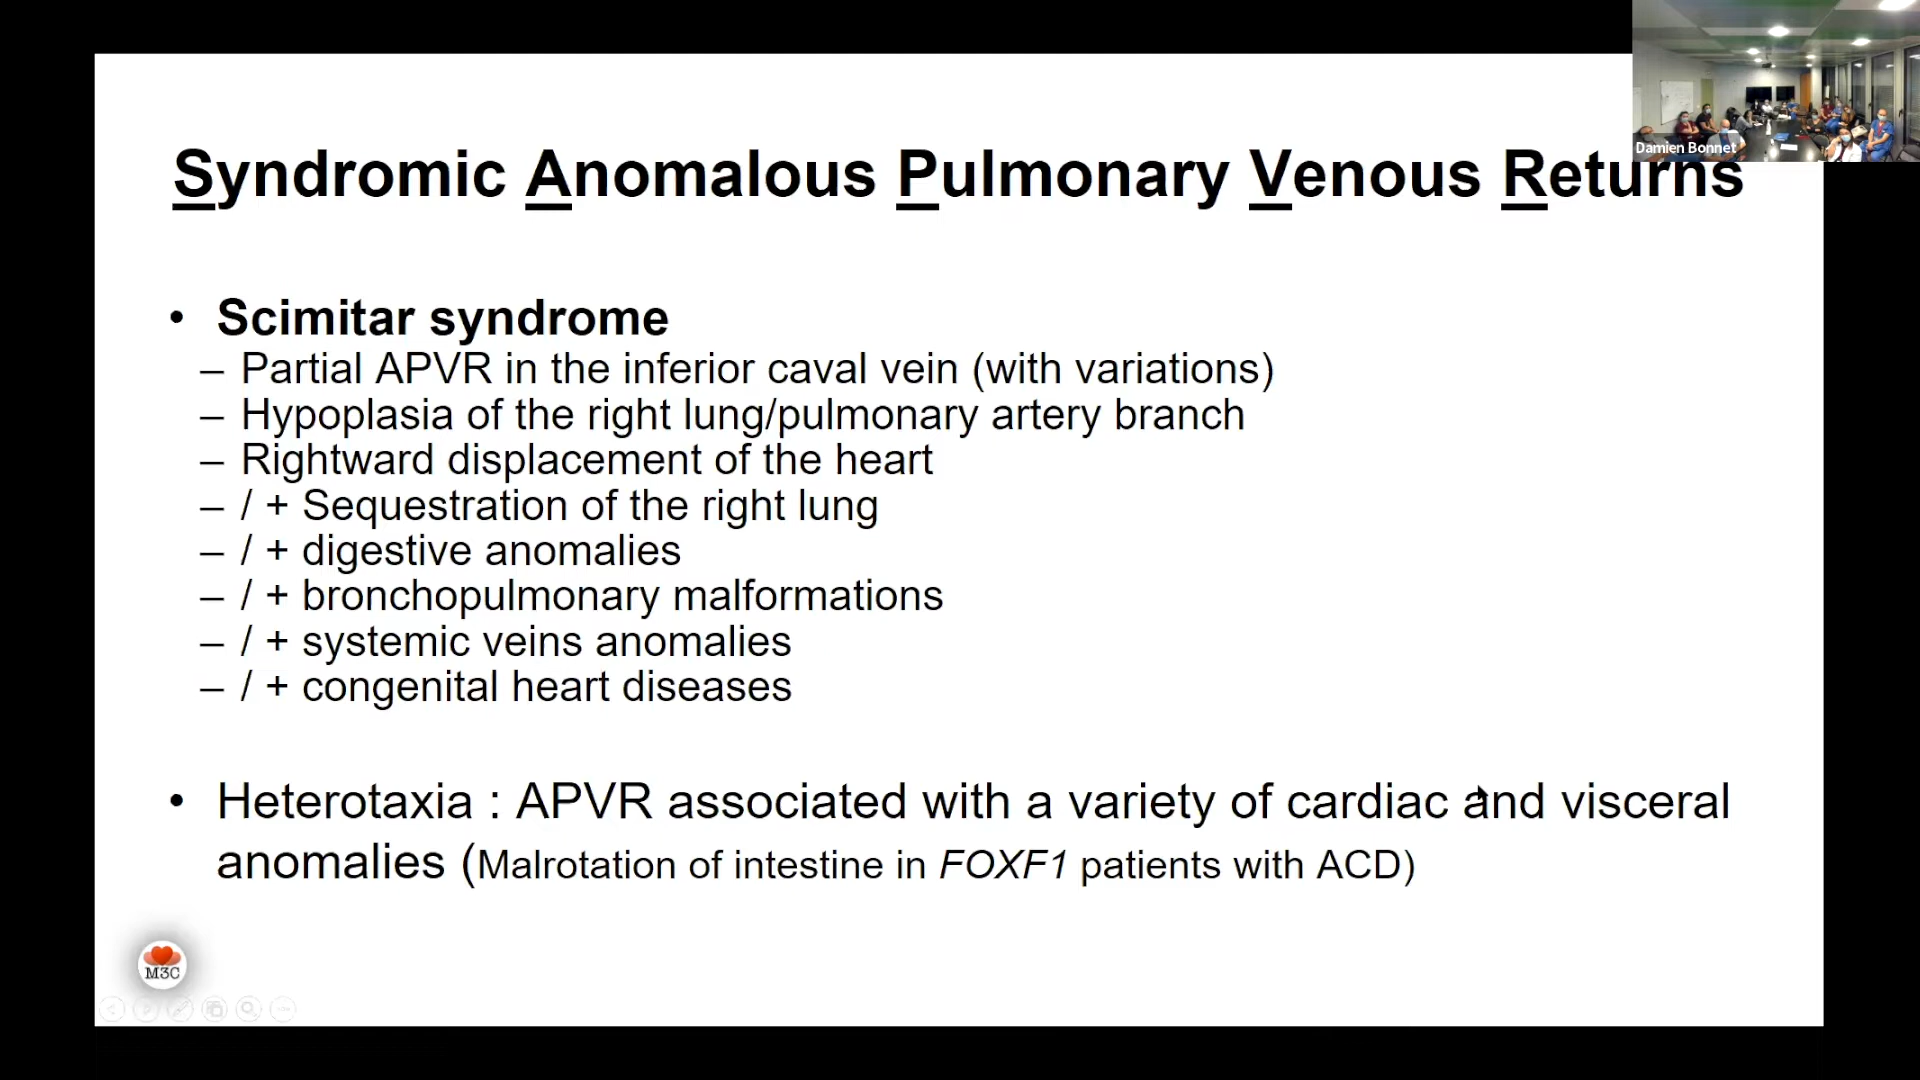 Damien Bonnet
Syndromic Anomalous Pulmonary Venous Returns
• Scimitar syndrome
– Partial APVR in the inferior caval vein (with variations)
– Hypoplasia of the right lung/pulmonary artery branch
– Rightward displacement of the heart
– / + Sequestration of the right lung
– / + digestive anomalies
– / + bronchopulmonary malformations
– / + systemic veins anomalies
– / + congenital heart diseases
• Heterotaxia : APVR associated with a variety of cardiac and visceral
anomalies (Malrotation of intestine in FOXF1 patients with ACD)
M3C